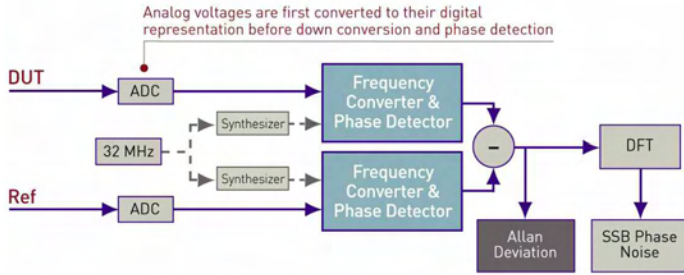 Analog voltages are first converted to their digital
representation before down conversion and phase detection
DUT
ADC
Frequency
Converter &
Phase Detector
Synthesizer
32 MHz
–
DFT
Synthesizer
Frequency
Converter &
Phase Detector
Ref
ADC
Allan
Deviation
SSB Phase
Noise